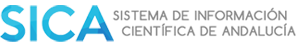 SICA SISTEMA DE INFORMACIÓN
CIENTÍFICA DE ANDALUCÍA